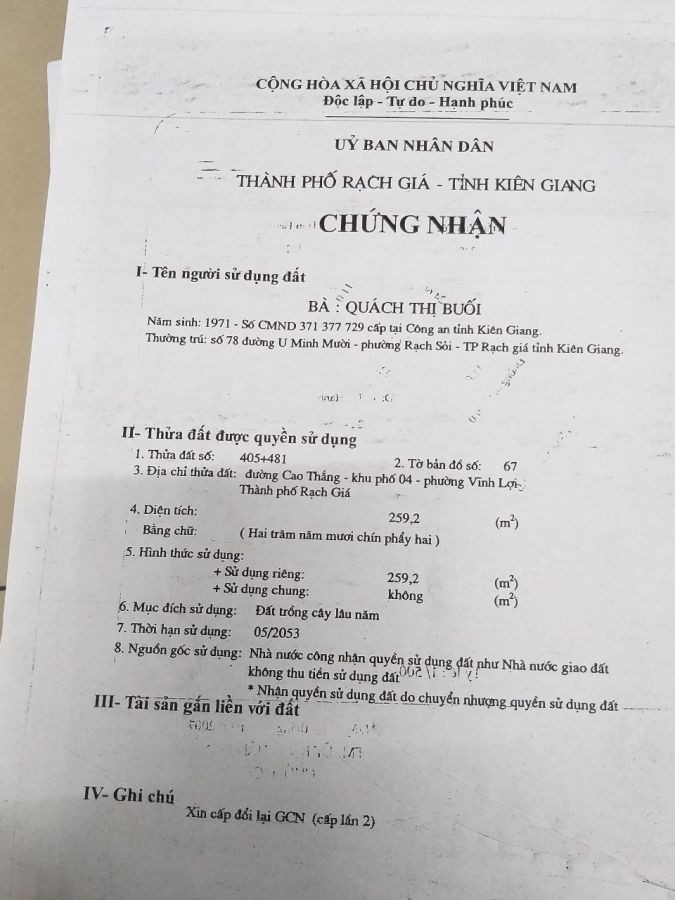 CỘNG HÒA XÃ HỘI CHỦ NGHĨA VIỆT NAM
Độc lập - Tự do - Hạnh phúc
UỶ BAN NHÂN DÂN
THÀNH PHỐ RẠCH GIÁ - TỈNH KIÊN GIANG
CHỨNG NHẬN
I- Tên người sử dụng đất
BÀ : QUÁCH THỊ BUỐI
Năm sinh: 1971 - Số CMND 371 377 729 cấp tại Công an tỉnh Kiên Giang.
Thường trú: số 78 đường U Minh Mười - phường Rạch Sỏi - TP Rạch giá tỉnh Kiên Giang.
II- Thửa đất được quyền sử dụng
1. Thửa đất số: 405+481 2. Tờ bản đồ số: 67
3. Địa chỉ thửa đất: đường Cao Thắng - khu phố 04 - phường Vĩnh Lợi-
Thành phố Rạch Giá
4. Diện tích: 259,2 (m²)
Bằng chữ: ( Hai trăm năm mươi chín phẩy hai )
5. Hình thức sử dụng:
+ Sử dụng riêng: 259,2 (m²)
+ Sử dụng chung: không (m²)
6. Mục đích sử dụng: Đất trồng cây lâu năm
7. Thời hạn sử dụng: 05/2053
8. Nguồn gốc sử dụng: Nhà nước công nhận quyền sử dụng đất như Nhà nước giao đất
không thu tiền sử dụng đất
* Nhận quyền sử dụng đất do chuyển nhượng quyền sử dụng đất
III- Tài sản gắn liền với đất
IV- Ghi chú
Xin cấp đổi lại GCN (cấp lần 2)